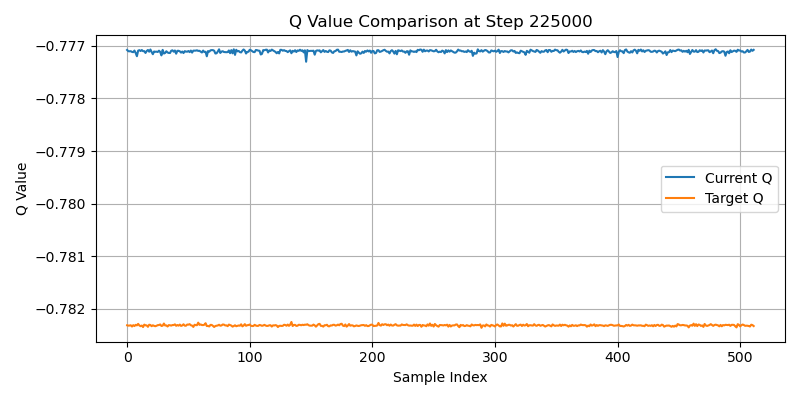 Q Value Comparison at Step 225000
−0.777
−0.778
−0.779
−0.780
−0.781
−0.782
Q Value
Current Q
Target Q
0 100 200 300 400 500
Sample Index